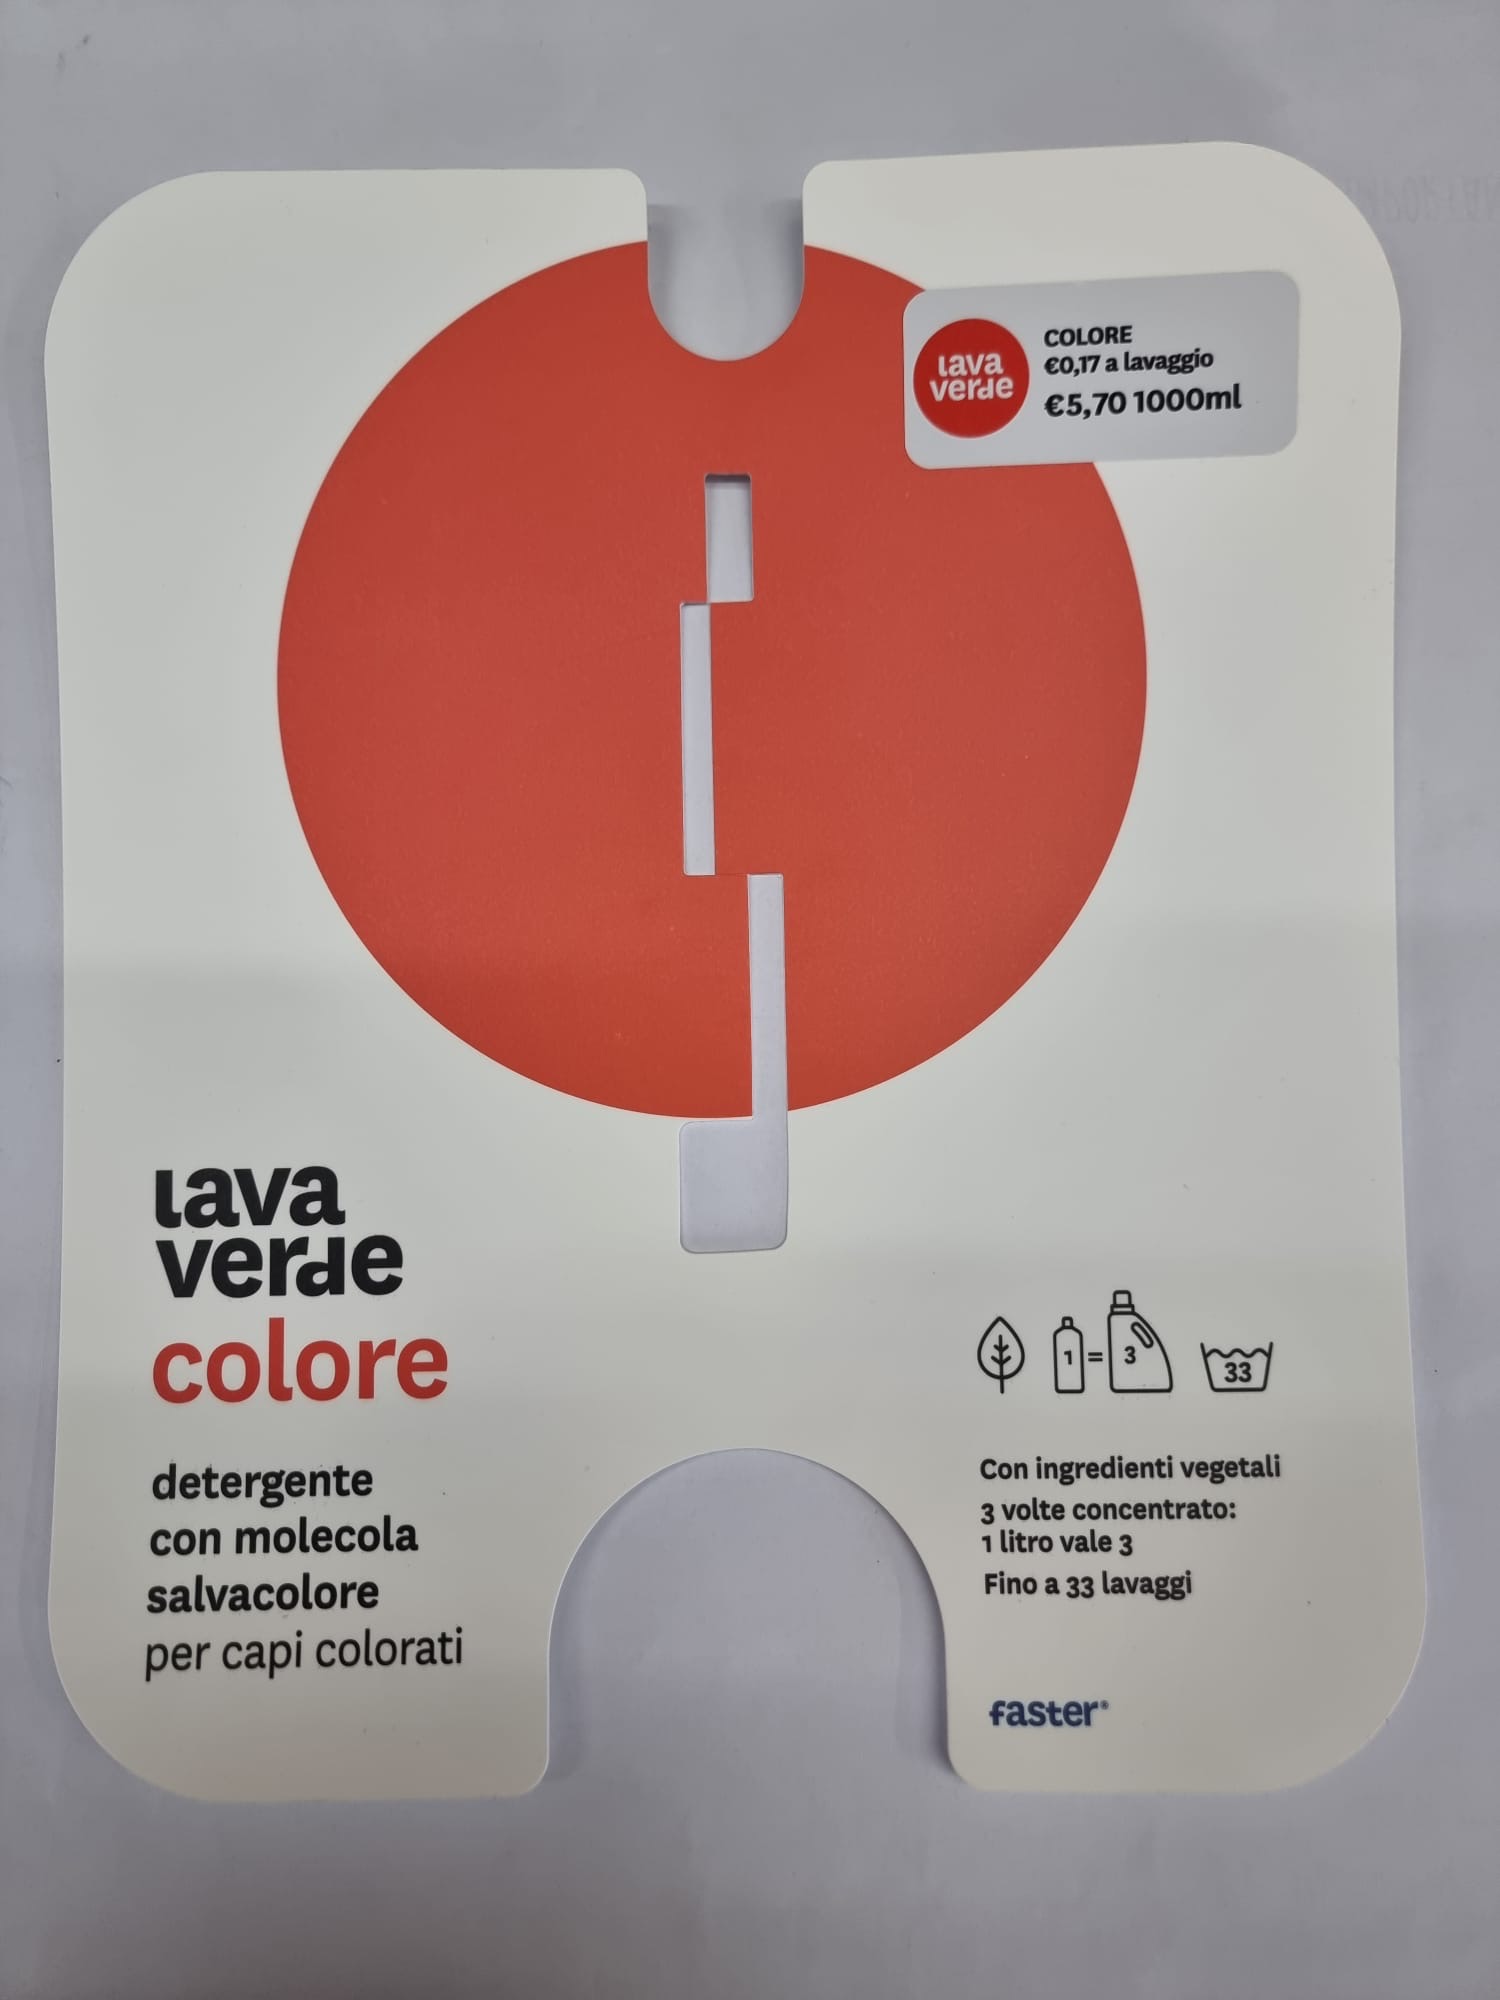 lava
verde
COLORE
€0,17 a lavaggio
€5,70 1000ml
lava
verde
colore
detergente
con molecola
salvacolore
per capi colorati
1 = 3
33
Con ingredienti vegetali
3 volte concentrato:
1 litro vale 3
Fino a 33 lavaggi
faster®